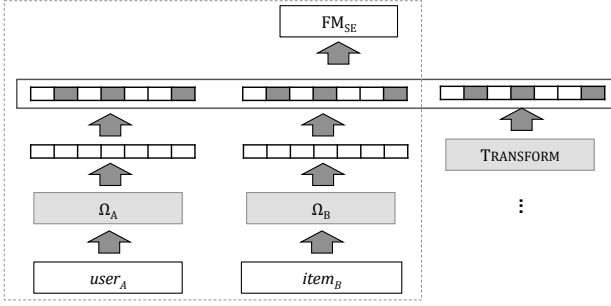 FM_SE
TRANSFORM
Ω_A
Ω_B
⋮
user_A
item_B